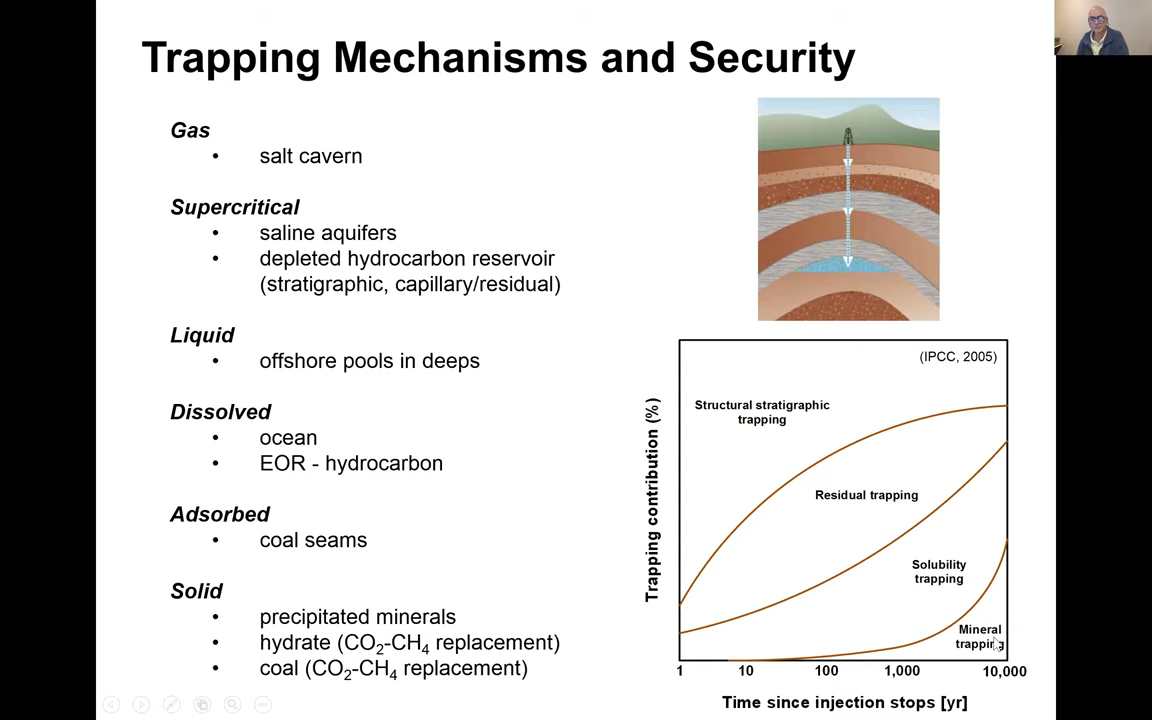 Trapping Mechanisms and Security
Gas
• salt cavern
Supercritical
• saline aquifers
• depleted hydrocarbon reservoir
(stratigraphic, capillary/residual)
Liquid
• offshore pools in deeps
Dissolved
• ocean
• EOR - hydrocarbon
Adsorbed
• coal seams
Solid
• precipitated minerals
• hydrate (CO₂-CH₄ replacement)
• coal (CO₂-CH₄ replacement)
(IPCC, 2005)
Structural stratigraphic
trapping
Residual trapping
Solubility
trapping
Mineral
trapping
Trapping contribution (%)
1 10 100 1,000 10,000
Time since injection stops [yr]